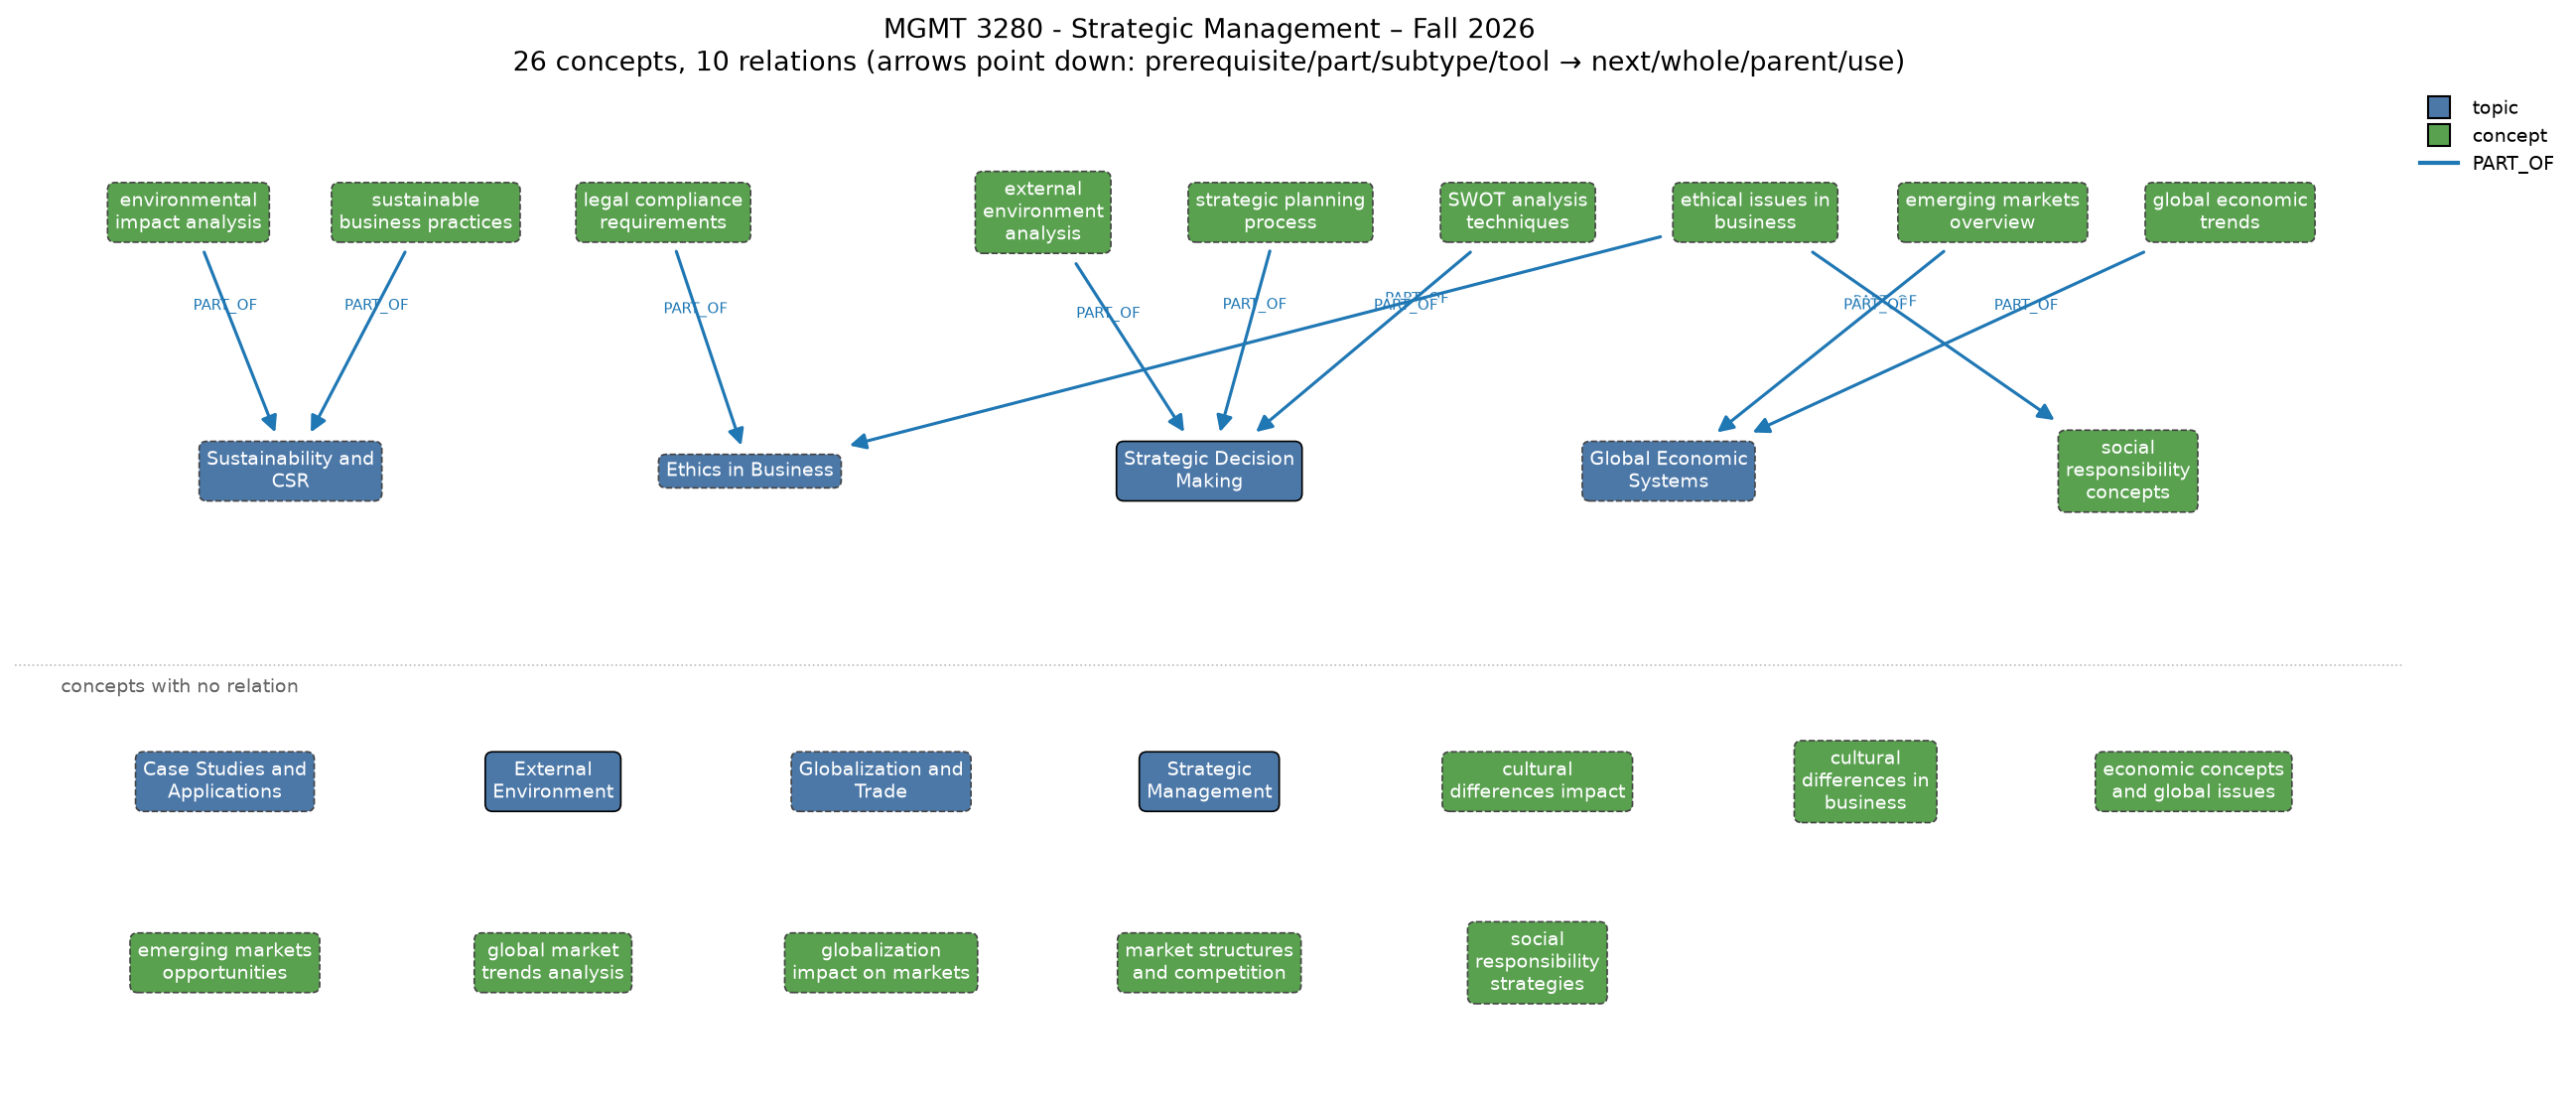 MGMT 3280 - Strategic Management – Fall 2026
26 concepts, 10 relations (arrows point down: prerequisite/part/subtype/tool → next/whole/parent/use)
topic
concept
PART_OF
environmental
impact analysis
sustainable
business practices
legal compliance
requirements
external
environment
analysis
strategic planning
process
SWOT analysis
techniques
ethical issues in
business
emerging markets
overview
global economic
trends
PART_OF
PART_OF
PART_OF
PART_OF
PART_OF
PART_OF
PART_OF
PART_OF
PART_OF
PART_OF
Sustainability and
CSR
Ethics in Business
Strategic Decision
Making
Global Economic
Systems
social
responsibility
concepts
concepts with no relation
Case Studies and
Applications
External
Environment
Globalization and
Trade
Strategic
Management
cultural
differences impact
cultural
differences in
business
economic concepts
and global issues
emerging markets
opportunities
global market
trends analysis
globalization
impact on markets
market structures
and competition
social
responsibility
strategies